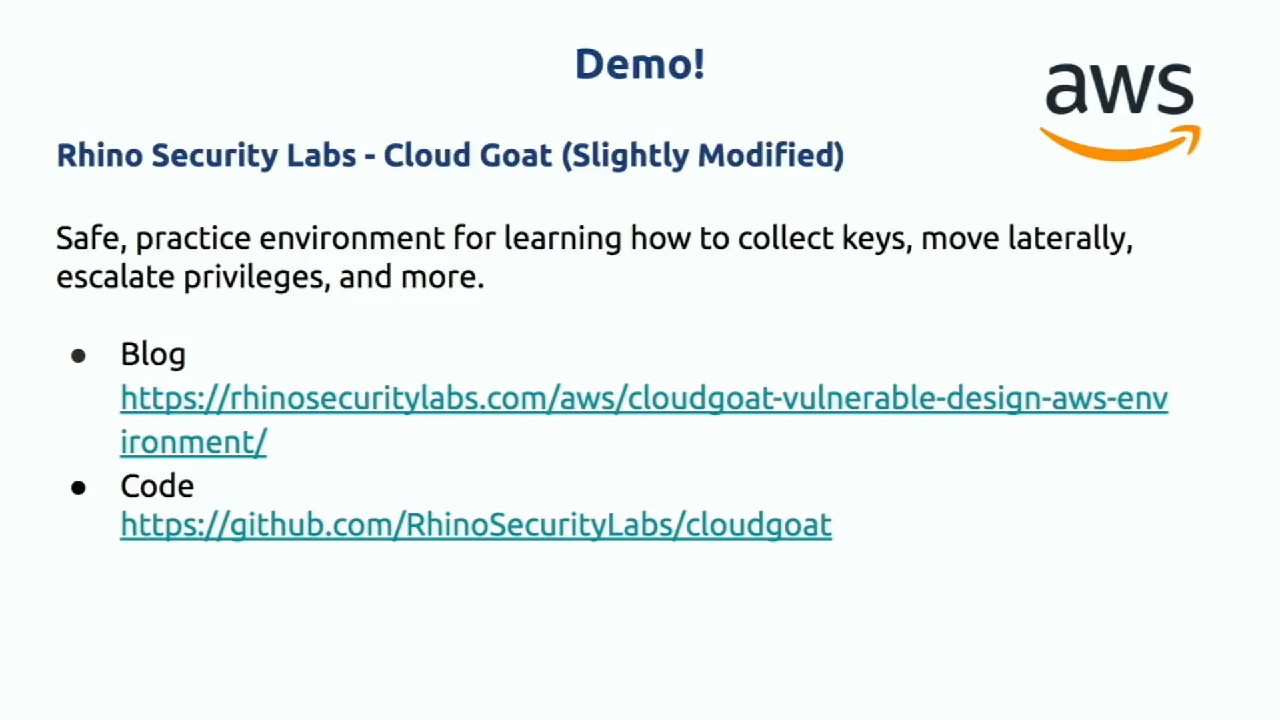 Demo!
aws
Rhino Security Labs - Cloud Goat (Slightly Modified)
Safe, practice environment for learning how to collect keys, move laterally,
escalate privileges, and more.
● Blog
https://rhinosecuritylabs.com/aws/cloudgoat-vulnerable-design-aws-env
ironment/
● Code
https://github.com/RhinoSecurityLabs/cloudgoat